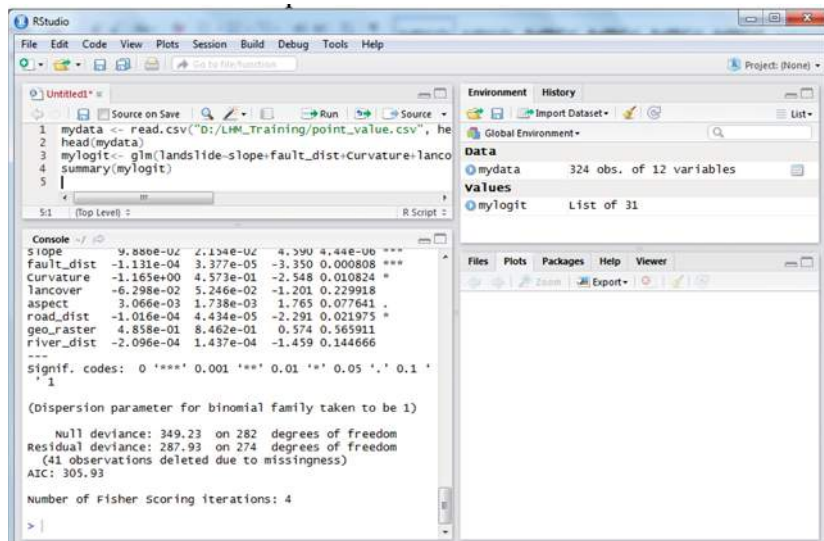 RStudio
File Edit Code View Plots Session Build Debug Tools Help
Go to file/function
Project: (None)
Untitled1*
Source on Save
Run
Source
1 mydata <- read.csv("D:/LHM_Training/point_value.csv", he
2 head(mydata)
3 mylogit<- glm(landslide~slope+fault_dist+Curvature+lanco
4 summary(mylogit)
5
5:1 (Top Level) R Script
Console ~/
slope 9.886e-02 2.154e-02 4.590 4.44e-06 ***
fault_dist -1.131e-04 3.377e-05 -3.350 0.000808 ***
Curvature -1.165e+00 4.573e-01 -2.548 0.010824 *
lancover -6.298e-02 5.246e-02 -1.201 0.229918
aspect 3.066e-03 1.738e-03 1.765 0.077641 .
road_dist -1.016e-04 4.434e-05 -2.291 0.021975 *
geo_raster 4.858e-01 8.462e-01 0.574 0.565911
river_dist -2.096e-04 1.437e-04 -1.459 0.144666
---
Signif. codes: 0 '***' 0.001 '**' 0.01 '*' 0.05 '.' 0.1 '
' 1
(Dispersion parameter for binomial family taken to be 1)
Null deviance: 349.23 on 282 degrees of freedom
Residual deviance: 287.93 on 274 degrees of freedom
(41 observations deleted due to missingness)
AIC: 305.93
Number of Fisher Scoring iterations: 4
>
Environment History
Import Dataset
List
Global Environment
Data
mydata 324 obs. of 12 variables
Values
mylogit List of 31
Files Plots Packages Help Viewer
Zoom Export